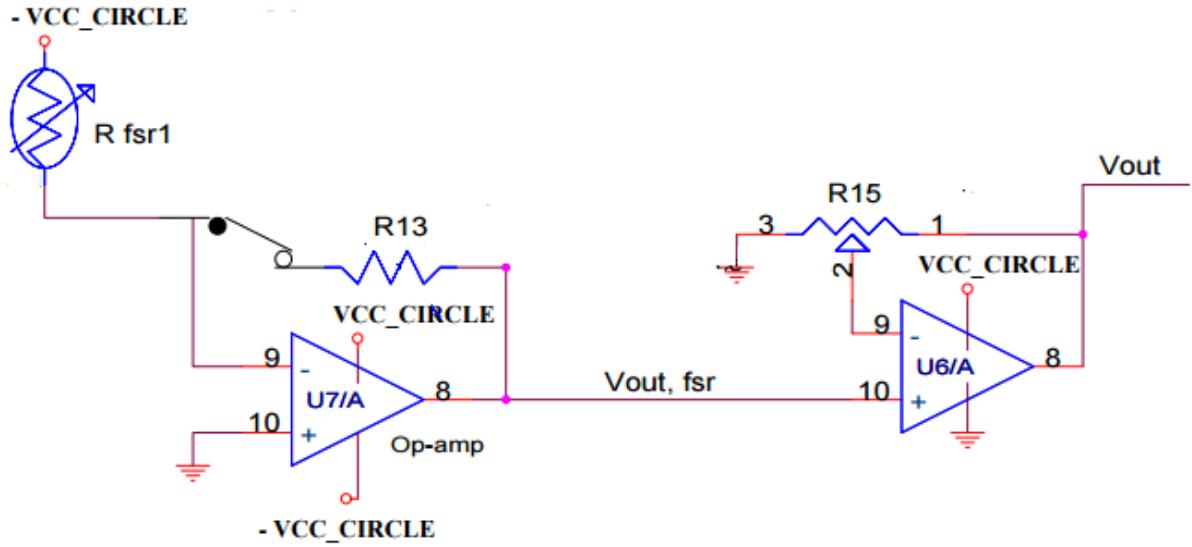 - VCC_CIRCLE
R fsr1
Vout
R15
3
1
2
R13
VCC_CIRCLE
VCC_CIRCLE
9
-
U6/A
8
10
+
9
-
U7/A
8
Vout, fsr
10
+
Op-amp
- VCC_CIRCLE